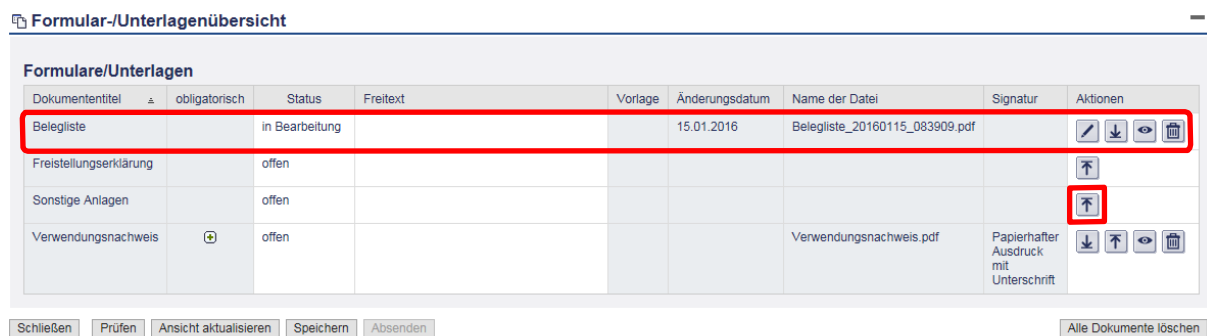 Formular-/Unterlagenübersicht
Formulare/Unterlagen
Dokumententitel obligatorisch Status Freitext Vorlage Änderungsdatum Name der Datei Signatur Aktionen
Belegliste in Bearbeitung 15.01.2016 Belegliste_20160115_083909.pdf
Freistellungserklärung offen
Sonstige Anlagen offen
Verwendungsnachweis offen Verwendungsnachweis.pdf Papierhafter
Ausdruck
mit
Unterschrift
Schließen Prüfen Ansicht aktualisieren Speichern Absenden Alle Dokumente löschen